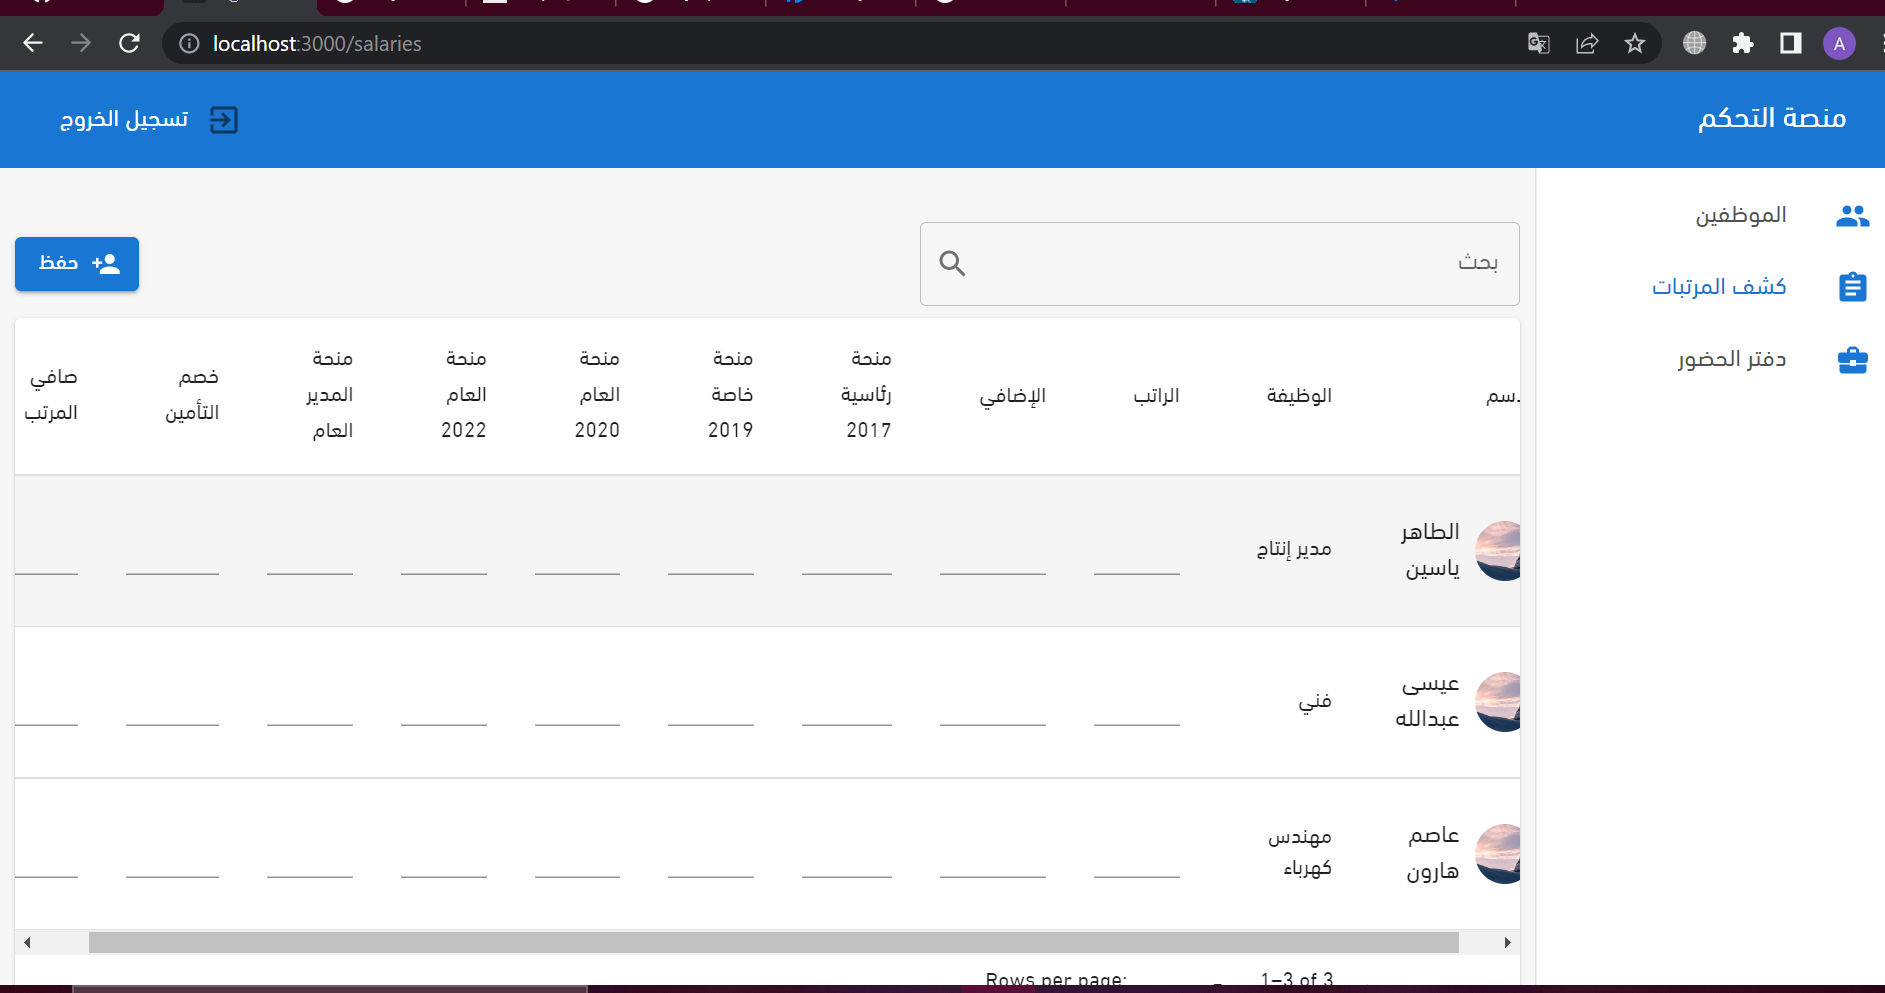 localhost:3000/salaries
A
منصة التحكم
تسجيل الخروج
الموظفين
كشف المرتبات
دفتر الحضور
بحث
حفظ
الوظيفة
الراتب
الإضافي
منحة
رئاسية
2017
منحة
خاصة
2019
منحة
العام
2020
منحة
العام
2022
منحة
المدير
العام
خصم
التأمين
صافي
المرتب
الطاهر
ياسين
مدير إنتاج
عيسى
عبدالله
فني
عاصم
هارون
مهندس
كهرباء
Rows per page:
1–3 of 3